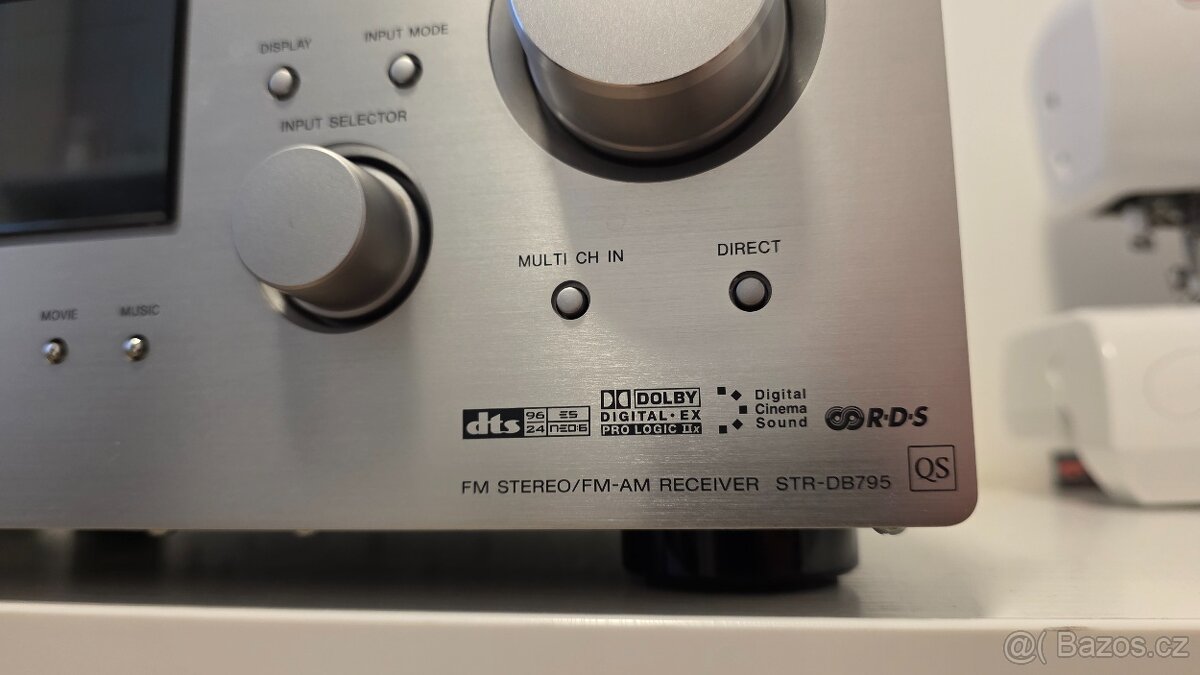 DISPLAY
INPUT MODE
INPUT SELECTOR
MULTI CH IN
DIRECT
MOVIE
MUSIC
dts 96 24 ES NEO:6
DOLBY
DIGITAL·EX
PRO LOGIC IIx
Digital
Cinema
Sound
R·D·S
FM STEREO/FM-AM RECEIVER STR-DB795
QS
@( Bazos.cz